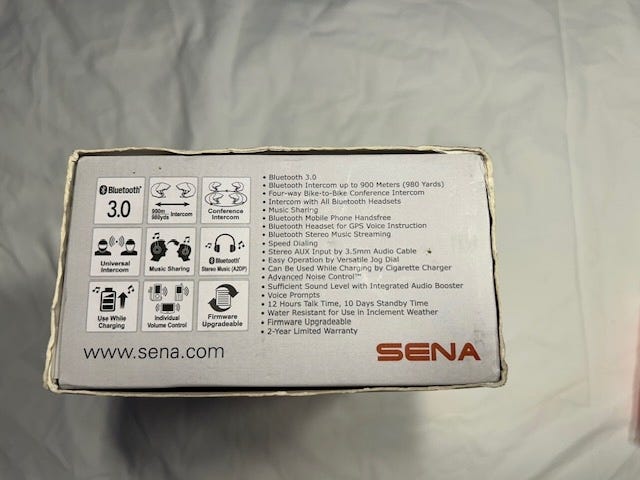 Bluetooth®
3.0
900m
980yds Intercom
Conference
Intercom
Universal
Intercom
Music Sharing
Bluetooth®
Stereo Music (A2DP)
Use While
Charging
Individual
Volume Control
Firmware
Upgradeable
• Bluetooth 3.0
• Bluetooth Intercom up to 900 Meters (980 Yards)
• Four-way Bike-to-Bike Conference Intercom
• Intercom with All Bluetooth Headsets
• Music Sharing
• Bluetooth Mobile Phone Handsfree
• Bluetooth Headset for GPS Voice Instruction
• Bluetooth Stereo Music Streaming
• Speed Dialing
• Stereo AUX Input by 3.5mm Audio Cable
• Easy Operation by Versatile Jog Dial
• Can Be Used While Charging by Cigarette Charger
• Advanced Noise Control™
• Sufficient Sound Level with Integrated Audio Booster
• Voice Prompts
• 12 Hours Talk Time, 10 Days Standby Time
• Water Resistant for Use in Inclement Weather
• Firmware Upgradeable
• 2-Year Limited Warranty
www.sena.com
SENA